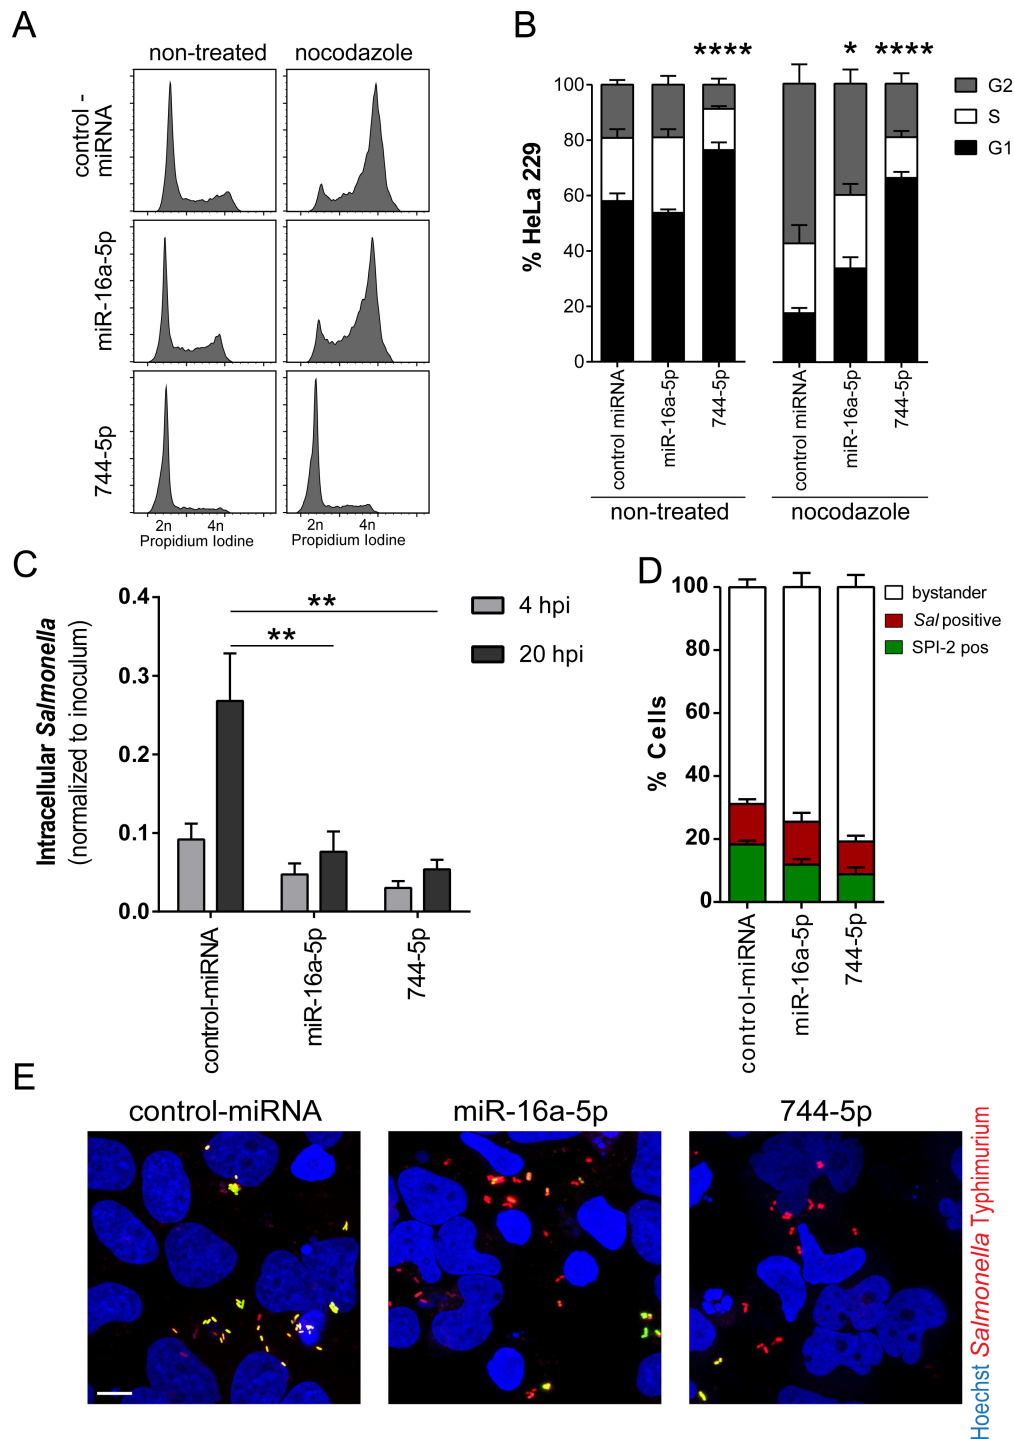 A
non-treated
nocodazole
control -
miRNA
miR-16a-5p
744-5p
2n
4n
2n
4n
Propidium Iodine
Propidium Iodine
B
****
*
****
% HeLa 229
100
80
60
40
20
0
G2
S
G1
control miRNA
miR-16a-5p
744-5p
control miRNA
miR-16a-5p
744-5p
non-treated
nocodazole
C
Intracellular Salmonella
(normalized to inoculum)
0.4
0.3
0.2
0.1
0.0
**
**
4 hpi
20 hpi
control-miRNA
miR-16a-5p
744-5p
D
% Cells
100
80
60
40
20
0
bystander
Sal positive
SPI-2 pos
control-miRNA
miR-16a-5p
744-5p
E
control-miRNA
miR-16a-5p
744-5p
Hoechst Salmonella Typhimurium